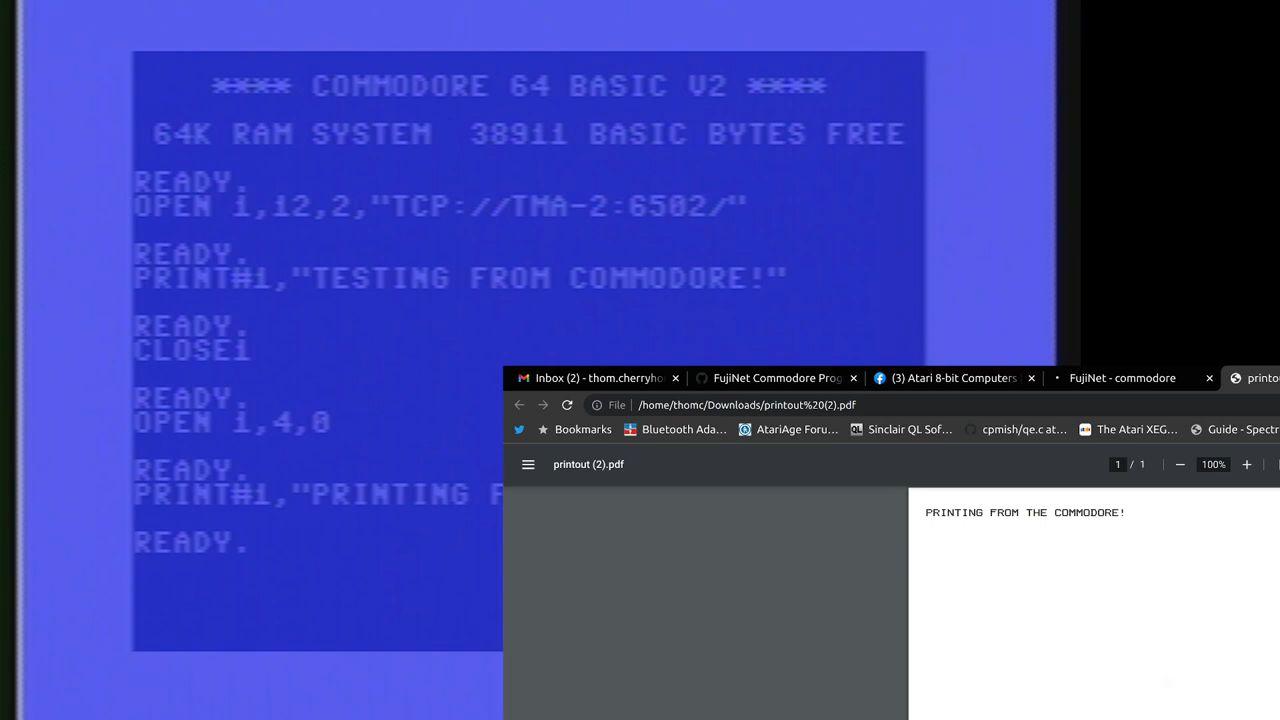 **** COMMODORE 64 BASIC V2 ****
64K RAM SYSTEM  38911 BASIC BYTES FREE
READY.
OPEN 1,12,2,"TCP://TMA-2:6502/"
READY.
PRINT#1,"TESTING FROM COMMODORE!"
READY.
CLOSE1
READY.
OPEN 1,4,0
READY.
PRINT#1,"PRINTING F
READY.
Inbox (2) - thom.cherryho
FujiNet Commodore Prog
(3) Atari 8-bit Computers
FujiNet - commodore
printo
File | /home/thomc/Downloads/printout%20(2).pdf
Bookmarks
Bluetooth Ada...
AtariAge Foru...
QL Sinclair QL Sof...
cpmish/qe.c at...
The Atari XEG...
Guide - Spectr
printout (2).pdf
1 / 1
100%
PRINTING FROM THE COMMODORE!